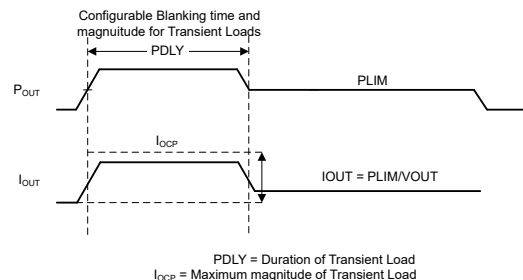 Configurable Blanking time and
magnuitude for Transient Loads
PDLY
POUT
PLIM
IOCP
IOUT
IOUT = PLIM/VOUT
PDLY = Duration of Transient Load
IOCP = Maximum magnitude of Transient Load